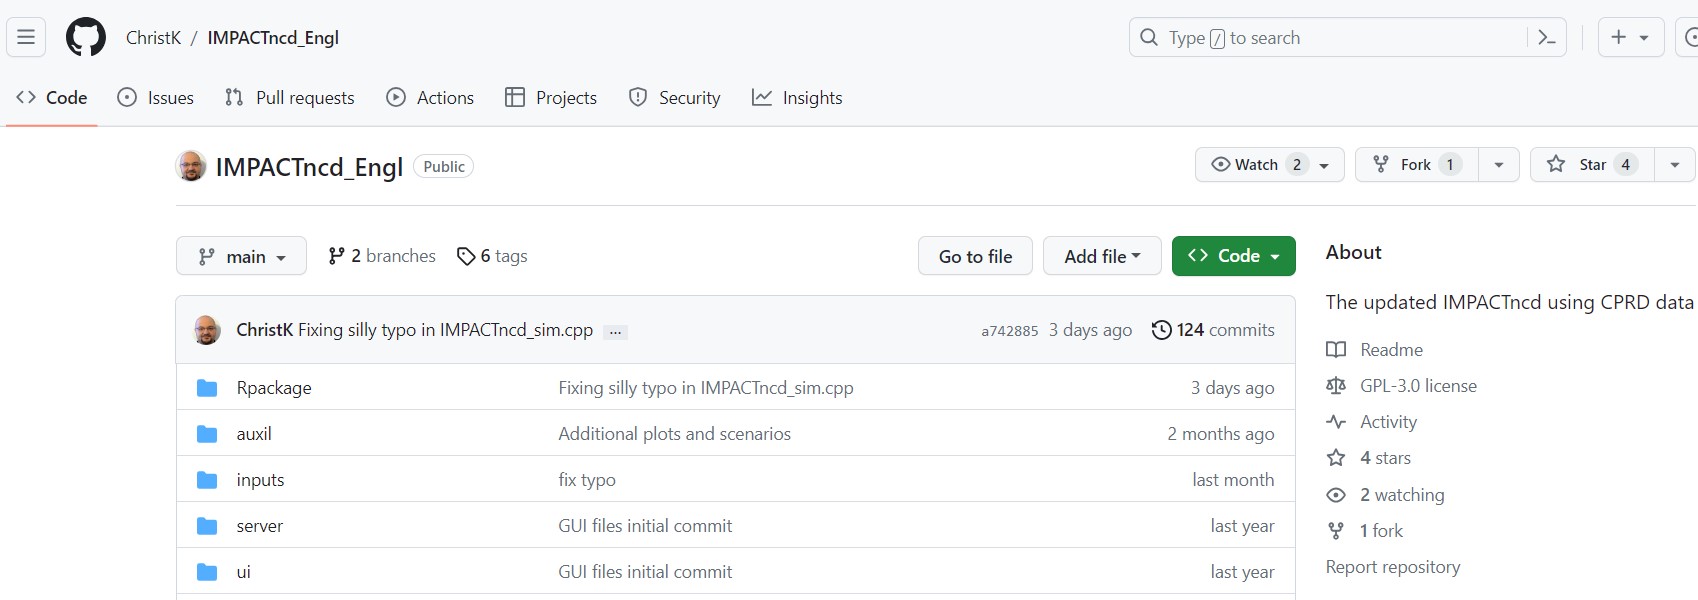 ChristK / IMPACTncd_Engl Type / to search
Code Issues Pull requests Actions Projects Security Insights
IMPACTncd_Engl Public Watch 2 Fork 1 Star 4
main 2 branches 6 tags Go to file Add file Code About
The updated IMPACTncd using CPRD data
ChristK Fixing silly typo in IMPACTncd_sim.cpp ... a742885 3 days ago 124 commits
Readme
Rpackage Fixing silly typo in IMPACTncd_sim.cpp 3 days ago
GPL-3.0 license
Activity
auxil Additional plots and scenarios 2 months ago
4 stars
inputs fix typo last month
2 watching
server GUI files initial commit last year
1 fork
ui GUI files initial commit last year
Report repository